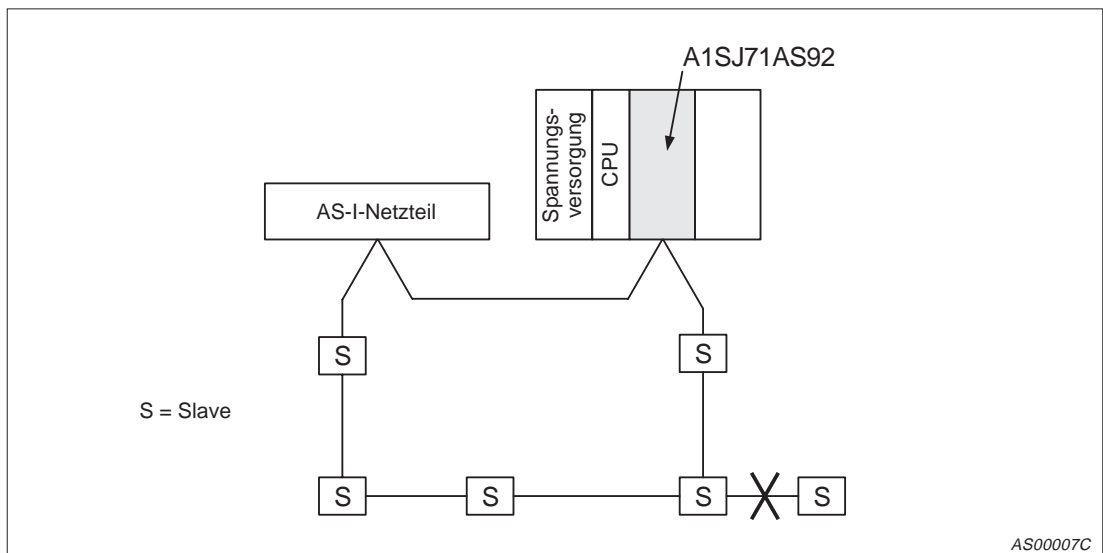 A1SJ71AS92
Spannungs-
versorgung
CPU
AS-I-Netzteil
S
S
S = Slave
S
S
S
S
AS00007C